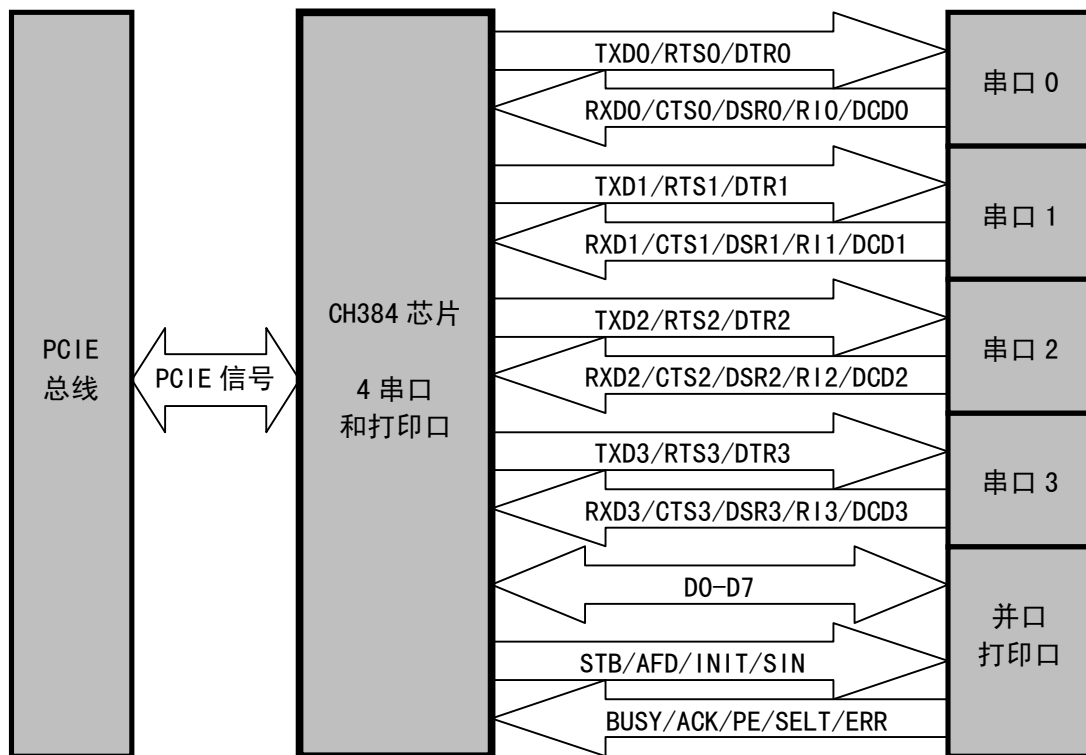 PCIE
总线
PCIE 信号
CH384 芯片
4 串口
和打印口
TXD0/RTS0/DTR0
RXD0/CTS0/DSR0/RI0/DCD0
串口 0
TXD1/RTS1/DTR1
RXD1/CTS1/DSR1/RI1/DCD1
串口 1
TXD2/RTS2/DTR2
RXD2/CTS2/DSR2/RI2/DCD2
串口 2
TXD3/RTS3/DTR3
RXD3/CTS3/DSR3/RI3/DCD3
串口 3
D0-D7
STB/AFD/INIT/SIN
BUSY/ACK/PE/SELT/ERR
并口
打印口